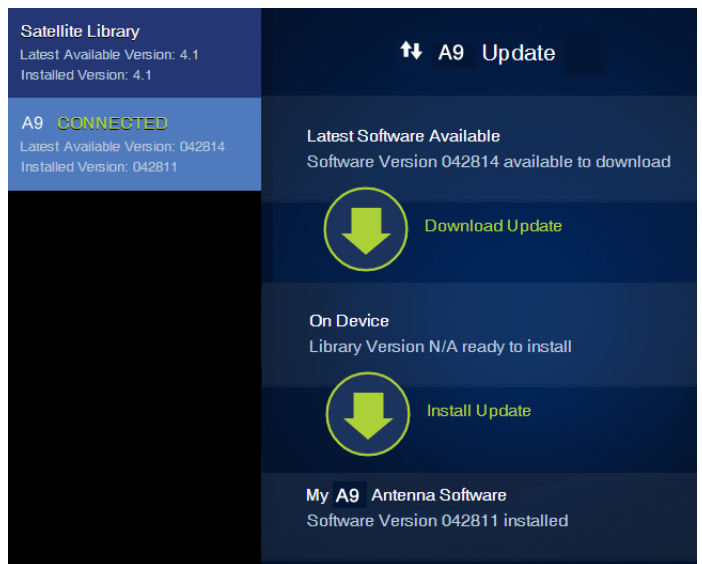 Satellite Library
Latest Available Version: 4.1
Installed Version: 4.1
A9 CONNECTED
Latest Available Version: 042814
Installed Version: 042811
A9 Update
Latest Software Available
Software Version 042814 available to download
Download Update
On Device
Library Version N/A ready to install
Install Update
My A9 Antenna Software
Software Version 042811 installed